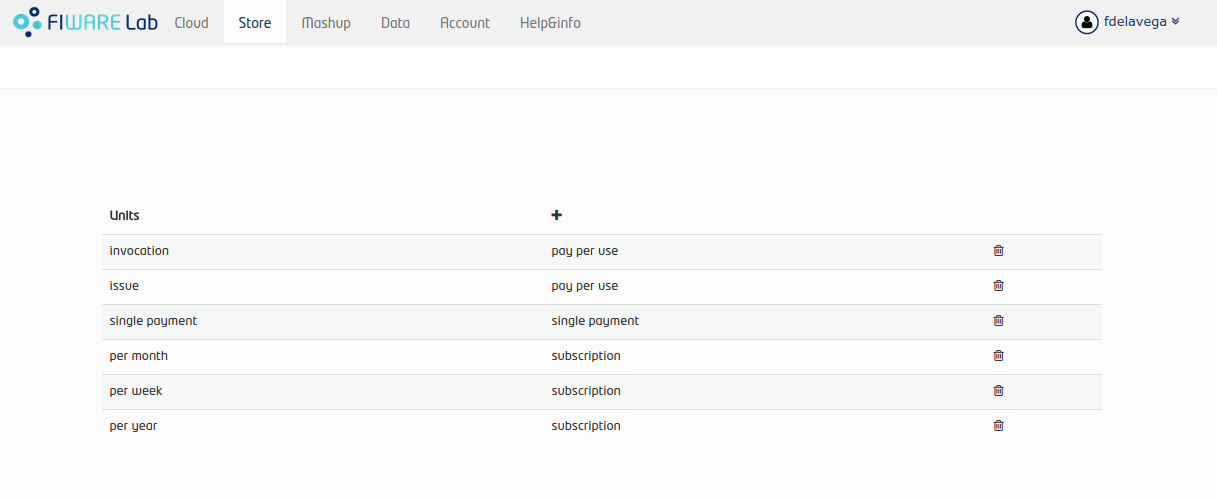 FIWARE Lab Cloud Store Mashup Data Account Help&info fdelavega
Units
invocation pay per use
issue pay per use
single payment single payment
per month subscription
per week subscription
per year subscription